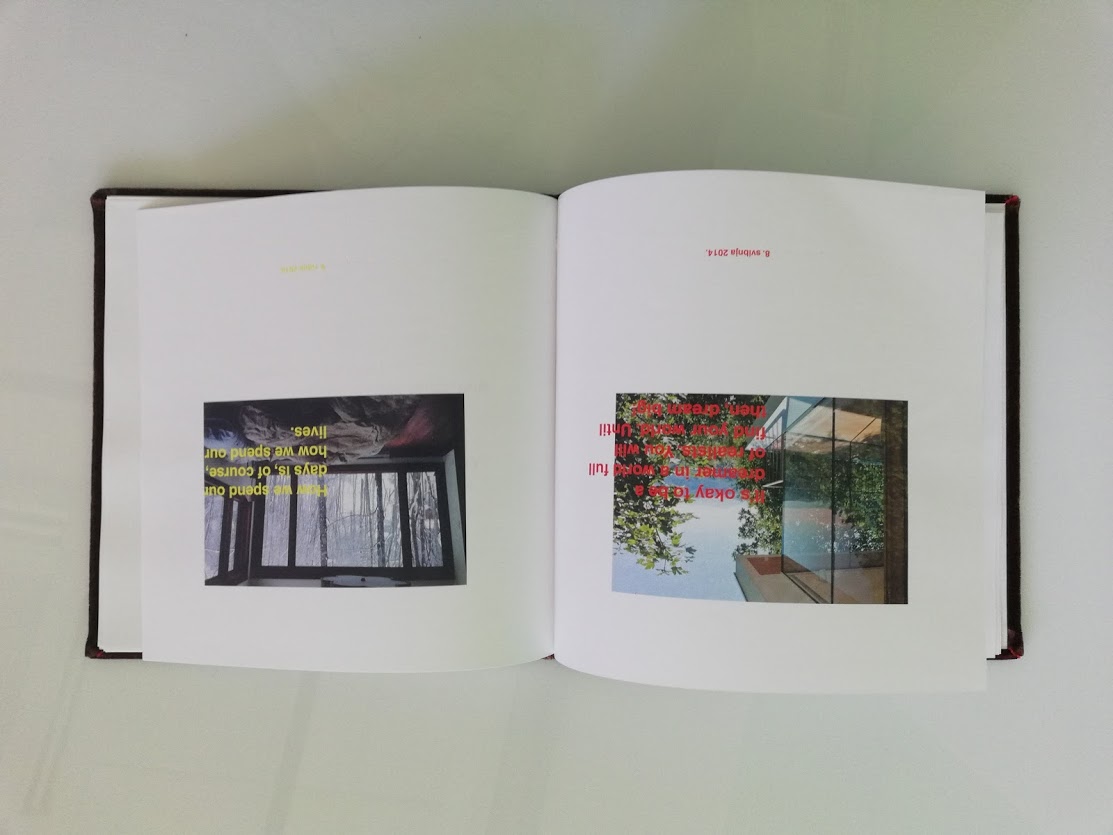 It's okay to be a
dreamer in a world full
of realists. You will
find your world. Until
then, dream big!
8. svibnja 2014.
How we spend our
days is, of course,
how we spend our
lives.